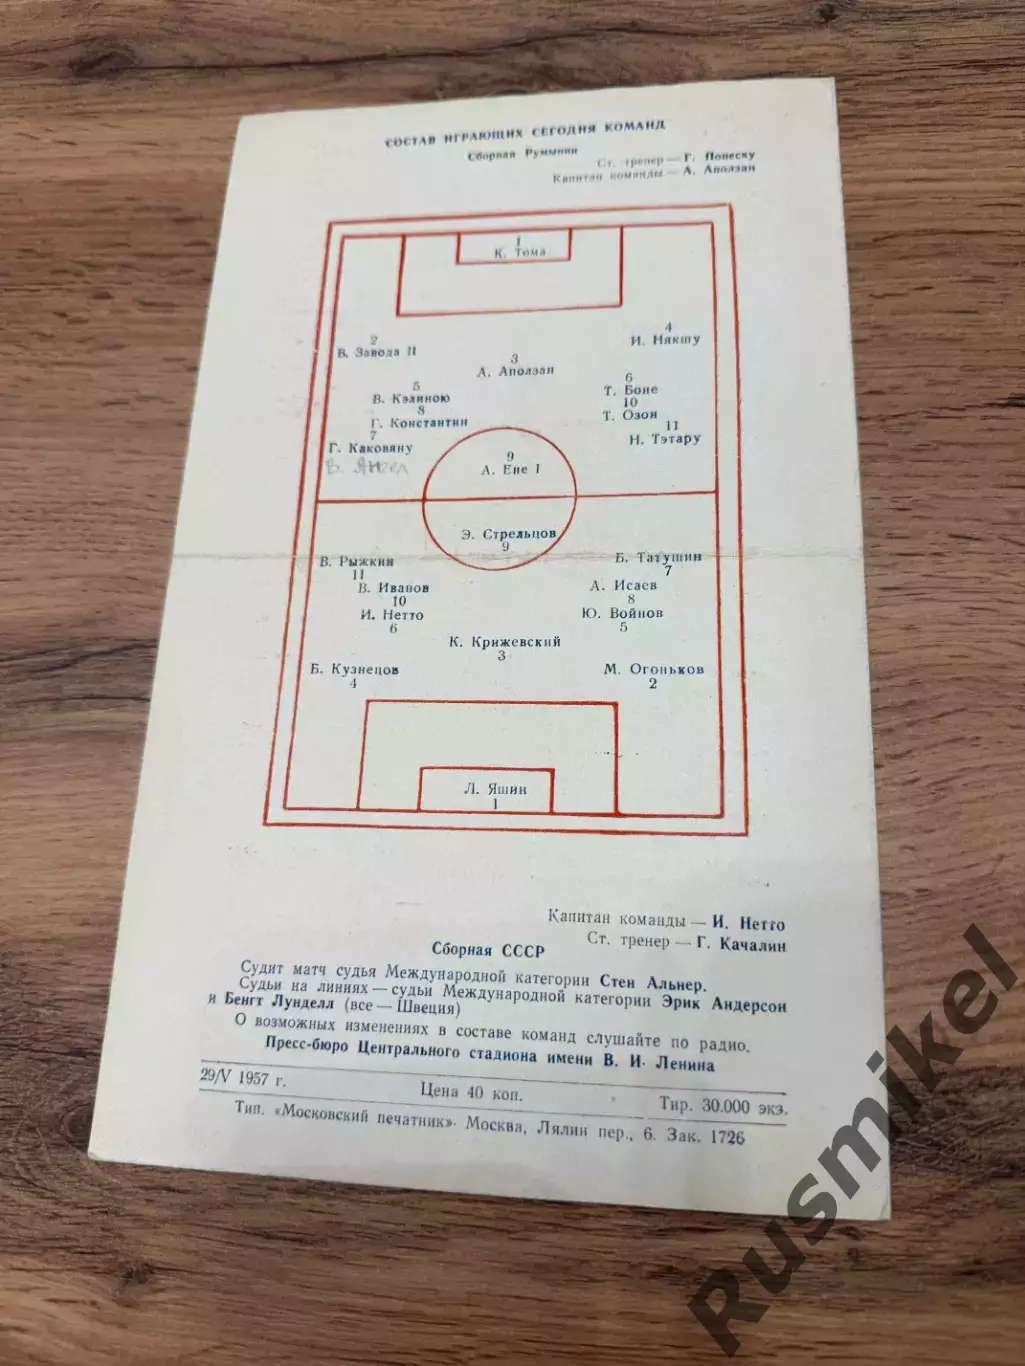 СОСТАВ ИГРАЮЩИХ СЕГОДНЯ КОМАНД
Сборная Румынии
Ст. тренер — Г. Попеску
Капитан команды — А. Аползан
1
К. Тома
2
В. Завода II
3
А. Аползан
4
И. Някшу
5
В. Кэлиною
6
Т. Боне
8
Г. Константин
10
Т. Озон
7
Г. Каковяну
В. Янгел
11
Н. Тэтару
9
А. Ене I
Э. Стрельцов
9
В. Рыжкин
11
Б. Татушин
7
В. Иванов
10
А. Исаев
8
И. Нетто
6
Ю. Войнов
5
К. Крижевский
3
Б. Кузнецов
4
М. Огоньков
2
Л. Яшин
1
Капитан команды — И. Нетто
Ст. тренер — Г. Качалин
Сборная СССР
Судит матч судья Международной категории Стен Альнер.
Судьи на линиях — судьи Международной категории Эрик Андерсон
и Бенгт Лунделл (все — Швеция)
О возможных изменениях в составе команд слушайте по радио.
Пресс-бюро Центрального стадиона имени В. И. Ленина
29/V 1957 г. Цена 40 коп. Тир. 30.000 экз.
Тип. «Московский печатник». Москва, Лялин пер., 6. Зак. 1726
Rusmikel